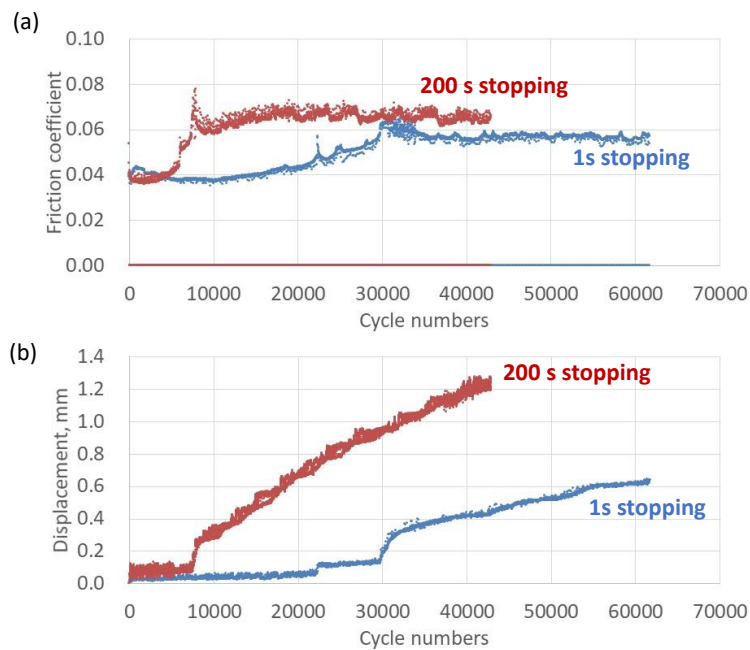 (a)
0.10
0.08
0.06
0.04
0.02
0.00
Friction coefficient
200 s stopping
1s stopping
0 10000 20000 30000 40000 50000 60000 70000
Cycle numbers
(b)
1.4
1.2
1.0
0.8
0.6
0.4
0.2
0.0
Displacement, mm
200 s stopping
1s stopping
0 10000 20000 30000 40000 50000 60000 70000
Cycle numbers